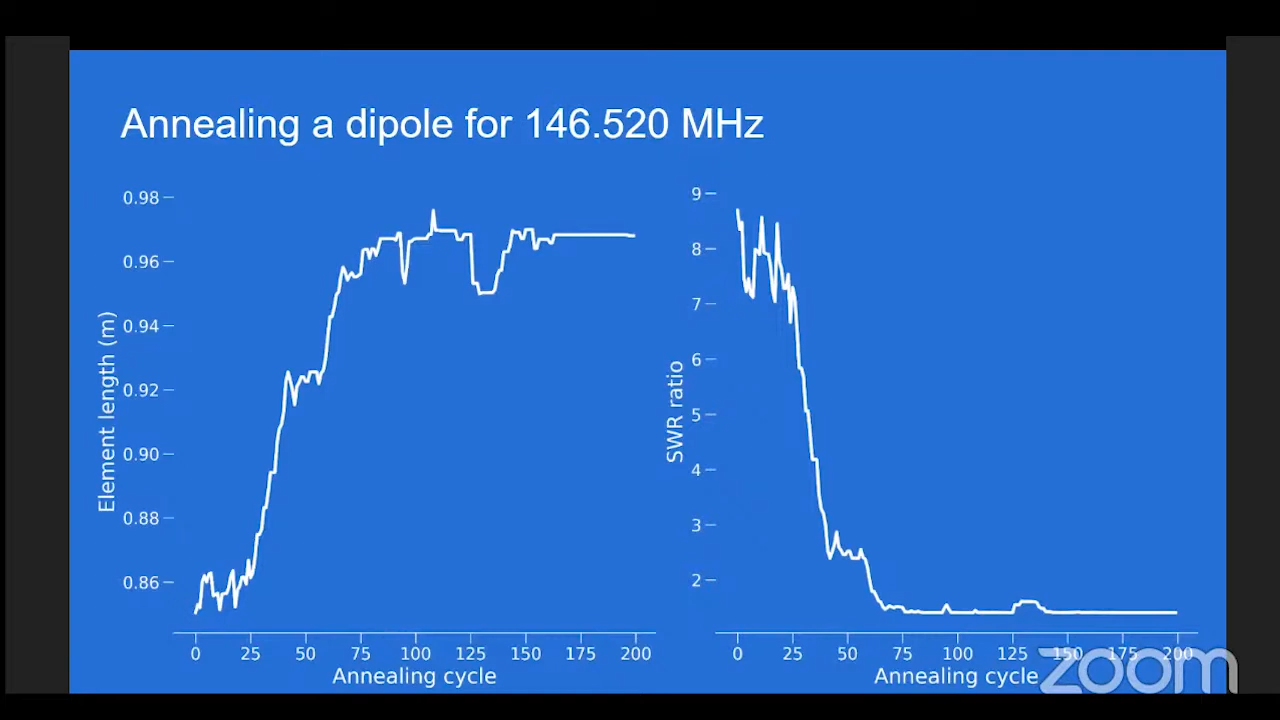 Annealing a dipole for 146.520 MHz
0.98
0.96
0.94
0.92
0.90
0.88
0.86
Element length (m)
0 25 50 75 100 125 150 175 200
Annealing cycle
9
8
7
6
5
4
3
2
SWR ratio
0 25 50 75 100 125 150 175 200
Annealing cycle
zoom